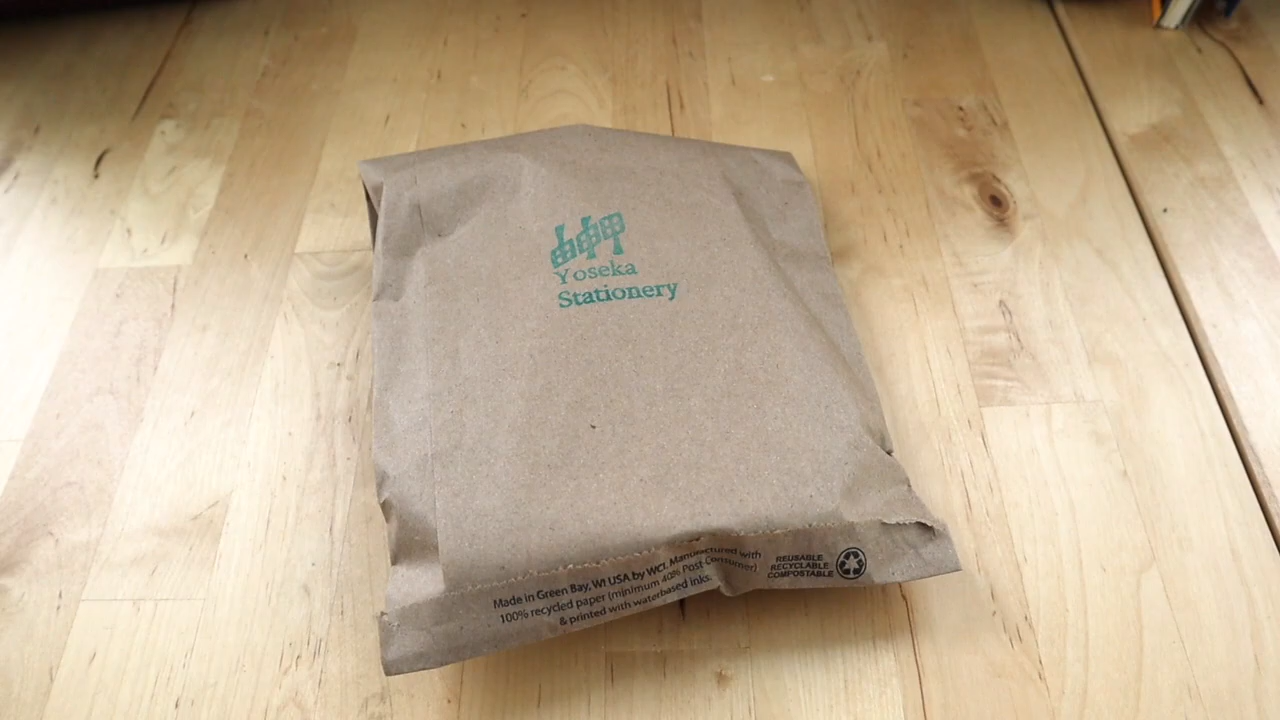 Yoseka
Stationery
Made in Green Bay, WI USA by WCI. Manufactured with
100% recycled paper (minimum 40% Post-Consumer)
& printed with waterbased inks.
REUSABLE
RECYCLABLE
COMPOSTABLE